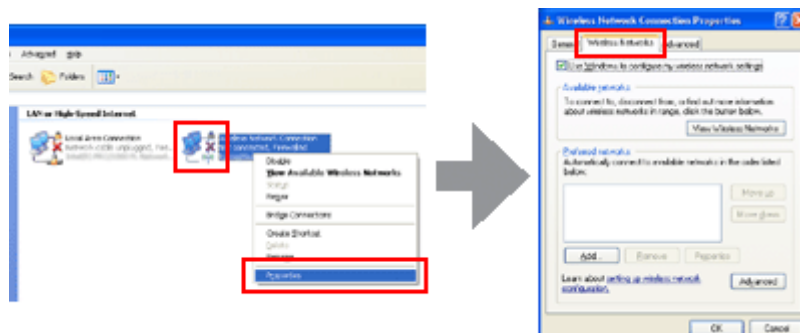 Advanced Help
Search Folders
LAN or High-Speed Internet
Local Area Connection
Network cable unplugged, Fire...
Wireless Network Connection
Not connected, Firewalled
Disable
View Available Wireless Networks
Status
Repair
Bridge Connections
Create Shortcut
Delete
Rename
Properties
Wireless Network Connection Properties
General Wireless Networks Advanced
Use Windows to configure my wireless network settings
Available networks
To connect to, disconnect from, or find out more information
about wireless networks in range, click the button below.
View Wireless Networks
Preferred networks
Automatically connect to available networks in the order listed
below:
Move up
Move down
Add... Remove Properties
Learn about setting up wireless network
configuration.
Advanced
OK Cancel